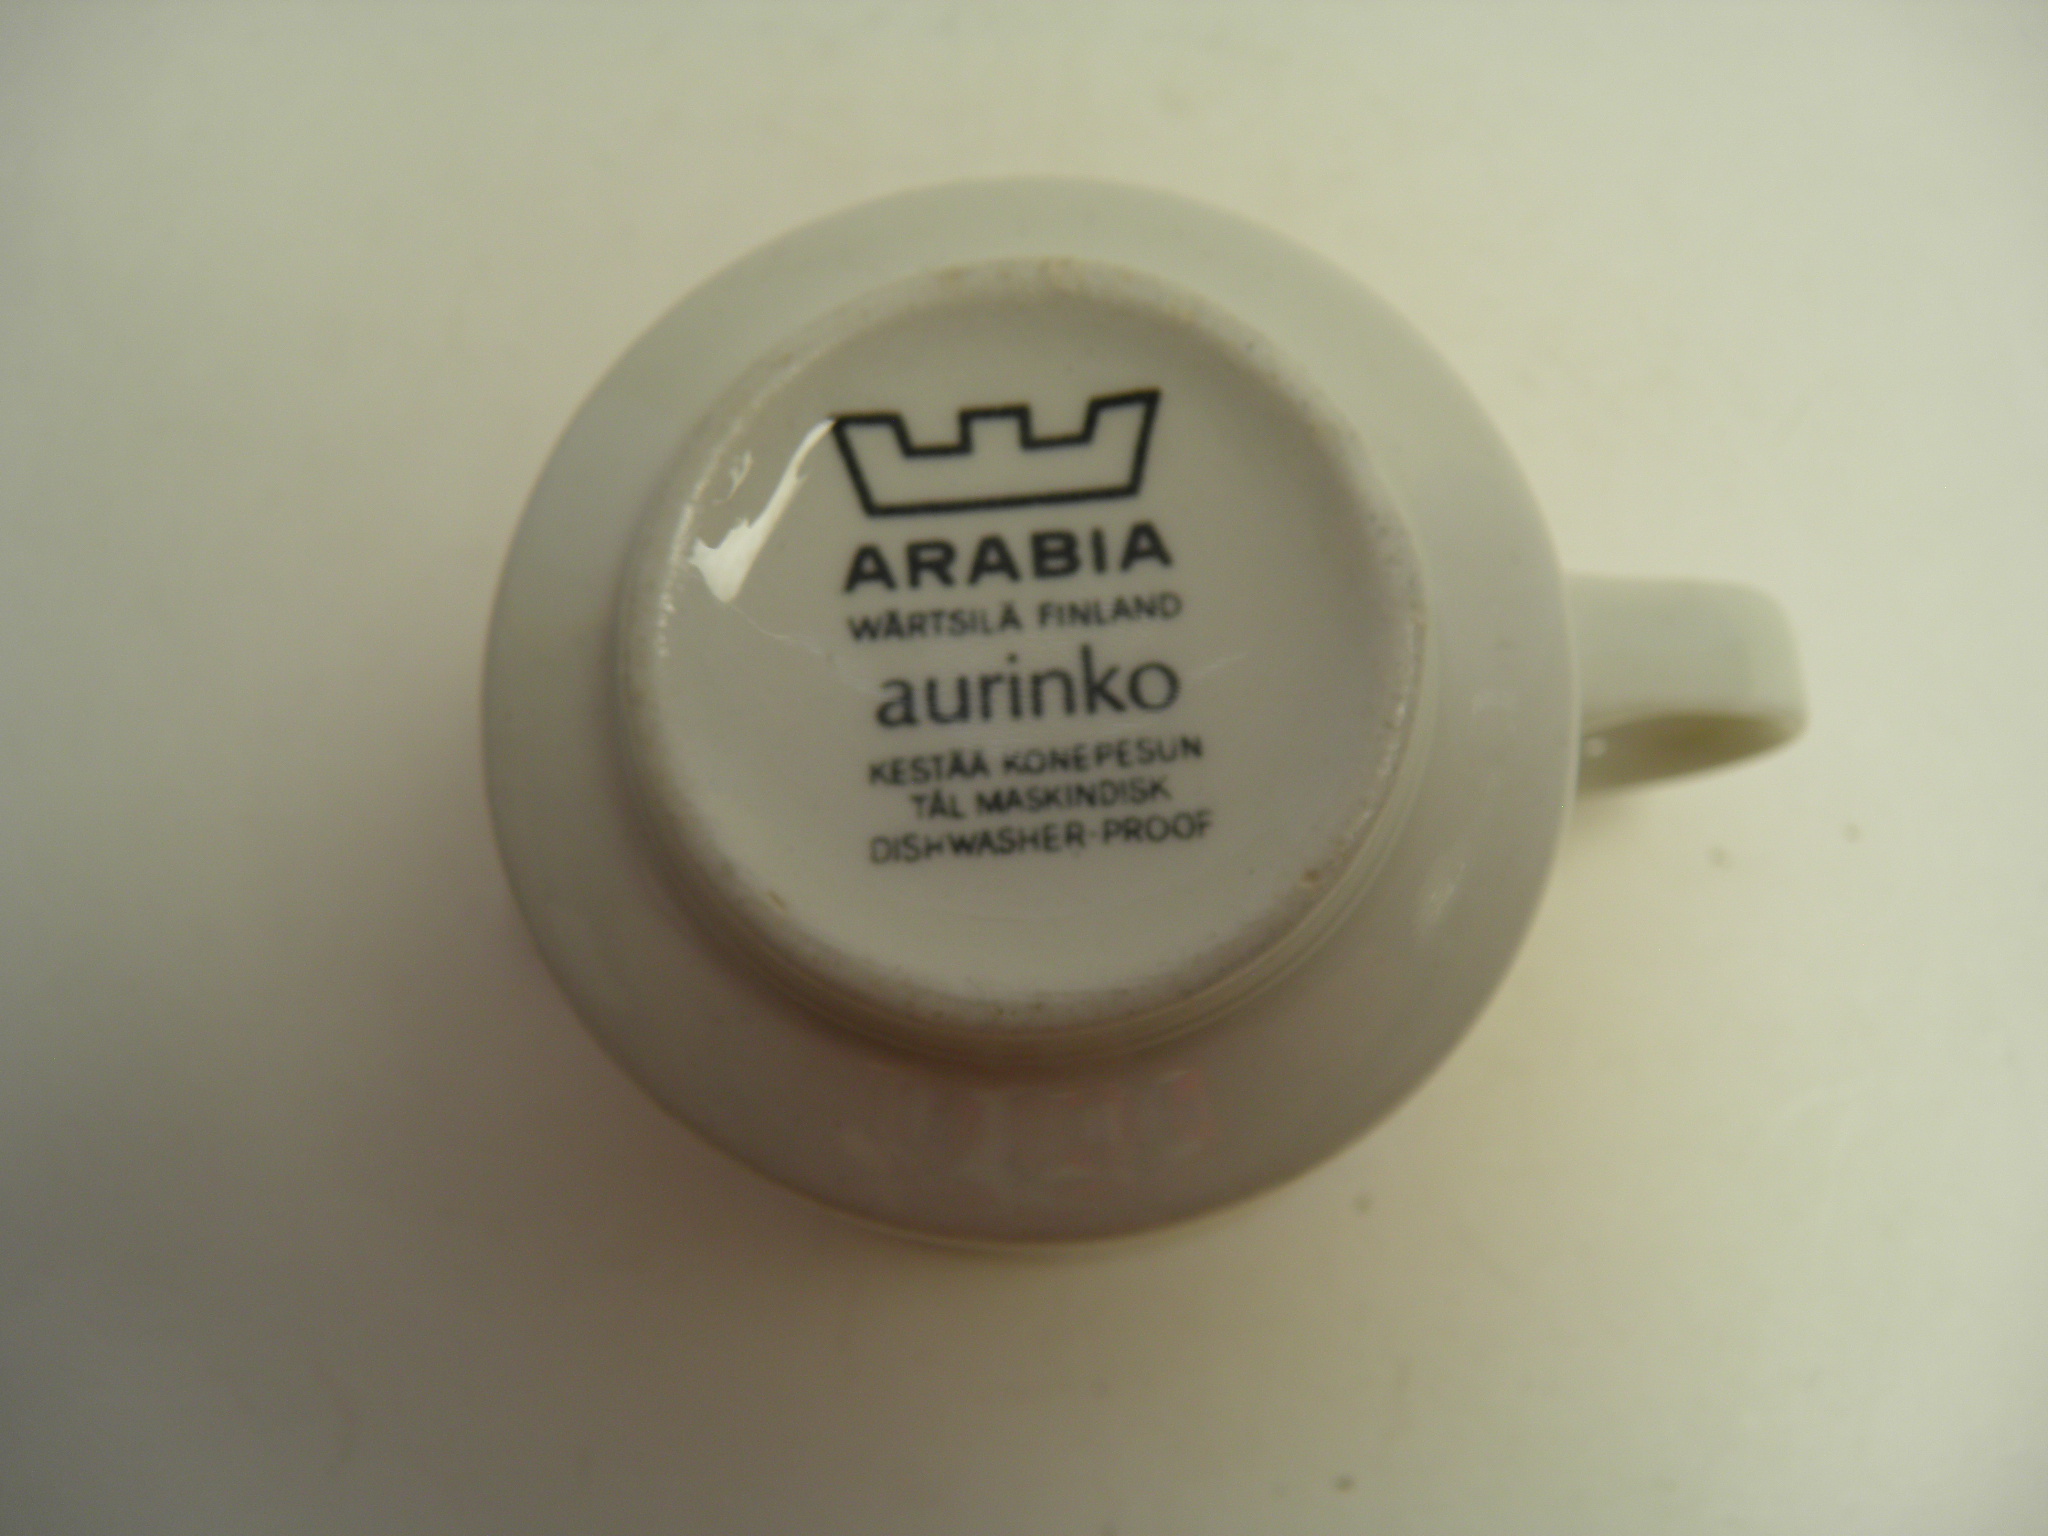 ARABIA
WÄRTSILÄ FINLAND
aurinko
KESTÄÄ KONEPESUN
TÅL MASKINDISK
DISHWASHER-PROOF